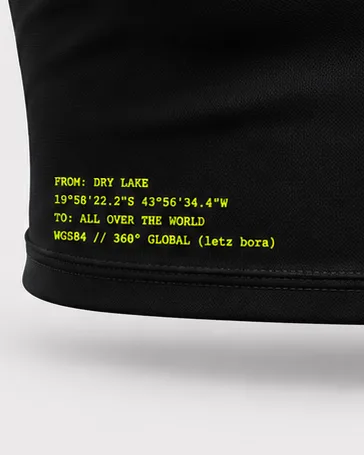 FROM: DRY LAKE
19°58'22.2"S 43°56'34.4"W
TO: ALL OVER THE WORLD
WGS84 // 360° GLOBAL (letz bora)